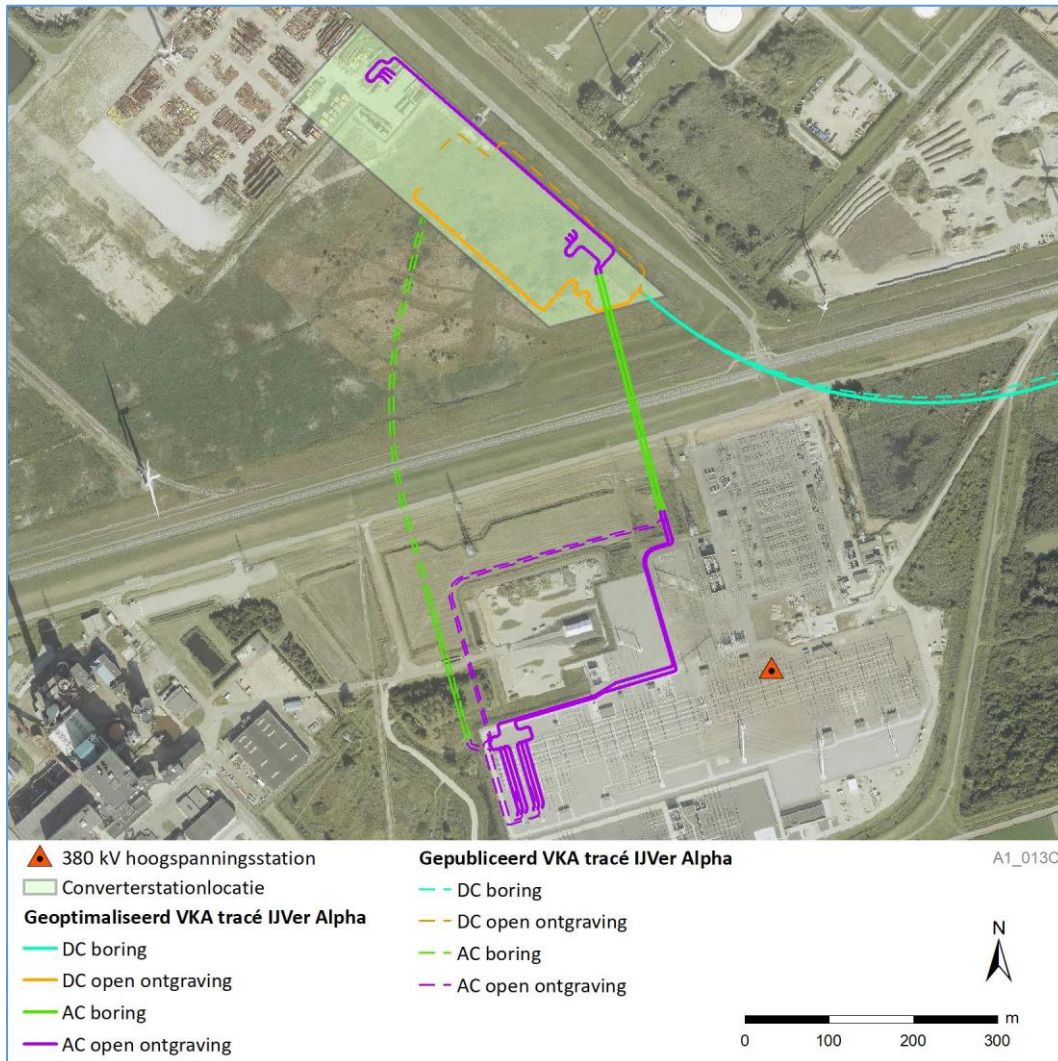 380 kV hoogspanningsstation
Converterstationlocatie
Geoptimaliseerd VKA tracé IJVer Alpha
DC boring
DC open ontgraving
AC boring
AC open ontgraving
Gepubliceerd VKA tracé IJVer Alpha
DC boring
DC open ontgraving
AC boring
AC open ontgraving
A1_013C
N
m
0 100 200 300